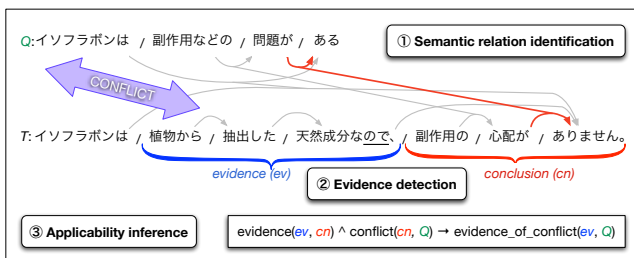 Q:イソフラボンは / 副作用などの / 問題が / ある
① Semantic relation identification
CONFLICT
T:イソフラボンは / 植物から / 抽出した / 天然成分なので、/ 副作用の / 心配が / ありません。
evidence (ev)
conclusion (cn)
② Evidence detection
③ Applicability inference
evidence(ev, cn) ^ conflict(cn, Q) → evidence_of_conflict(ev, Q)